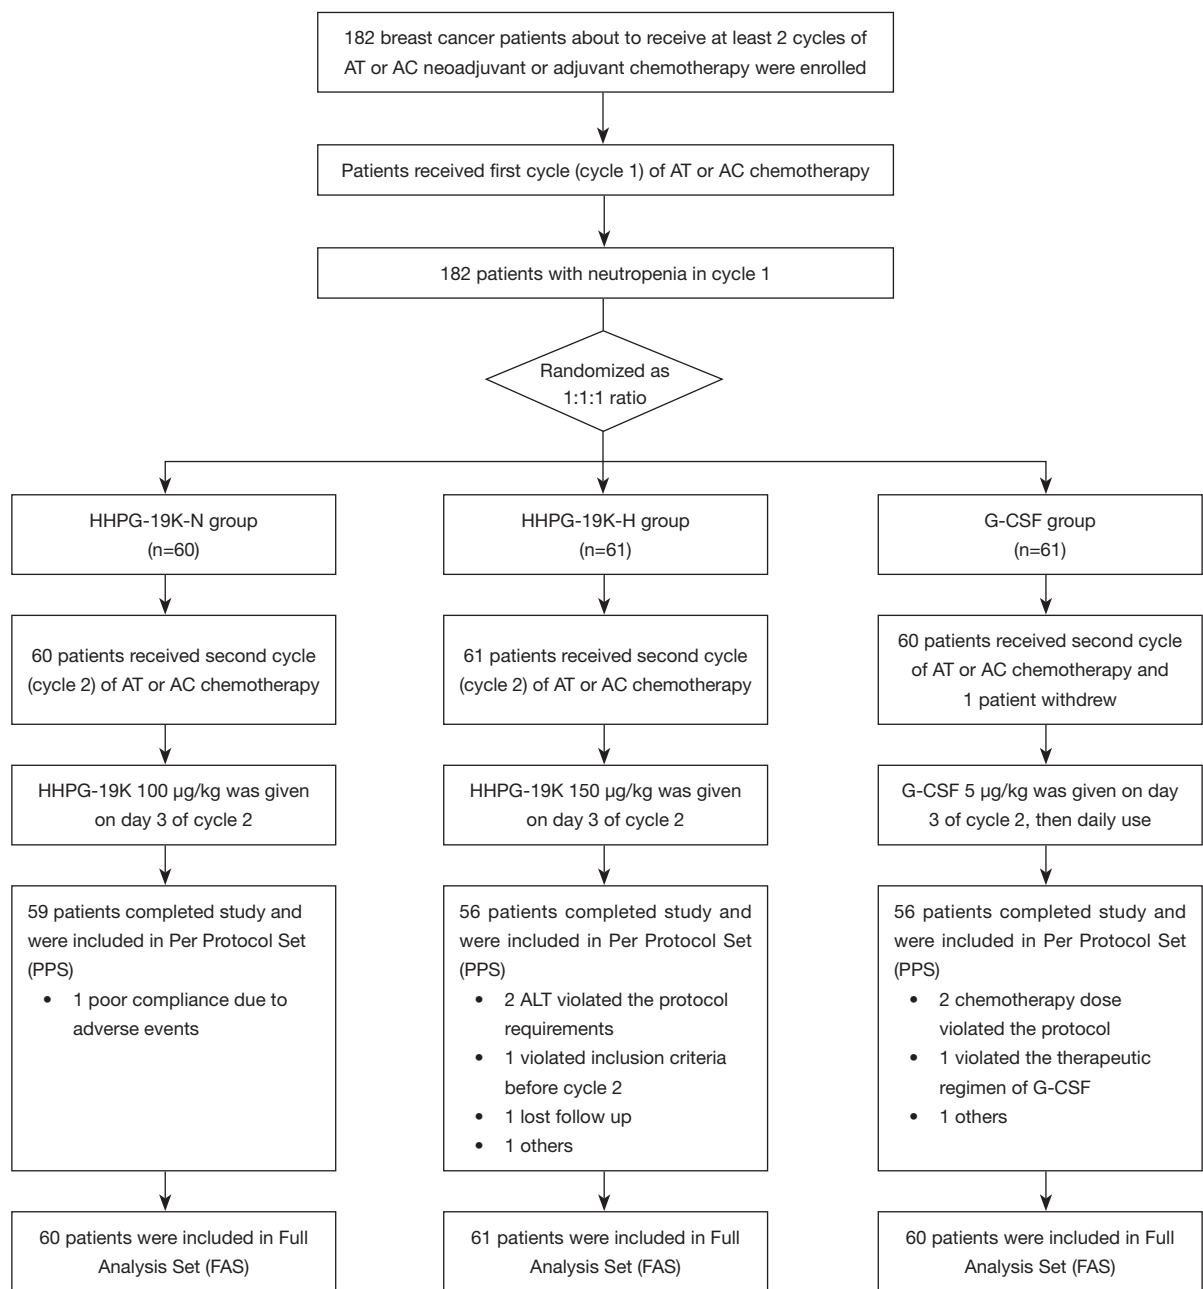 182 breast cancer patients about to receive at least 2 cycles of
AT or AC neoadjuvant or adjuvant chemotherapy were enrolled
Patients received first cycle (cycle 1) of AT or AC chemotherapy
182 patients with neutropenia in cycle 1
Randomized as
1:1:1 ratio
HHPG-19K-N group
(n=60)
HHPG-19K-H group
(n=61)
G-CSF group
(n=61)
60 patients received second cycle
(cycle 2) of AT or AC chemotherapy
61 patients received second cycle
(cycle 2) of AT or AC chemotherapy
60 patients received second cycle
of AT or AC chemotherapy and
1 patient withdrew
HHPG-19K 100 μg/kg was given
on day 3 of cycle 2
HHPG-19K 150 μg/kg was given
on day 3 of cycle 2
G-CSF 5 μg/kg was given on day
3 of cycle 2, then daily use
59 patients completed study and
were included in Per Protocol Set
(PPS)
• 1 poor compliance due to
adverse events
56 patients completed study and
were included in Per Protocol Set
(PPS)
• 2 ALT violated the protocol
requirements
• 1 violated inclusion criteria
before cycle 2
• 1 lost follow up
• 1 others
56 patients completed study and
were included in Per Protocol Set
(PPS)
• 2 chemotherapy dose
violated the protocol
• 1 violated the therapeutic
regimen of G-CSF
• 1 others
60 patients were included in Full
Analysis Set (FAS)
61 patients were included in Full
Analysis Set (FAS)
60 patients were included in Full
Analysis Set (FAS)